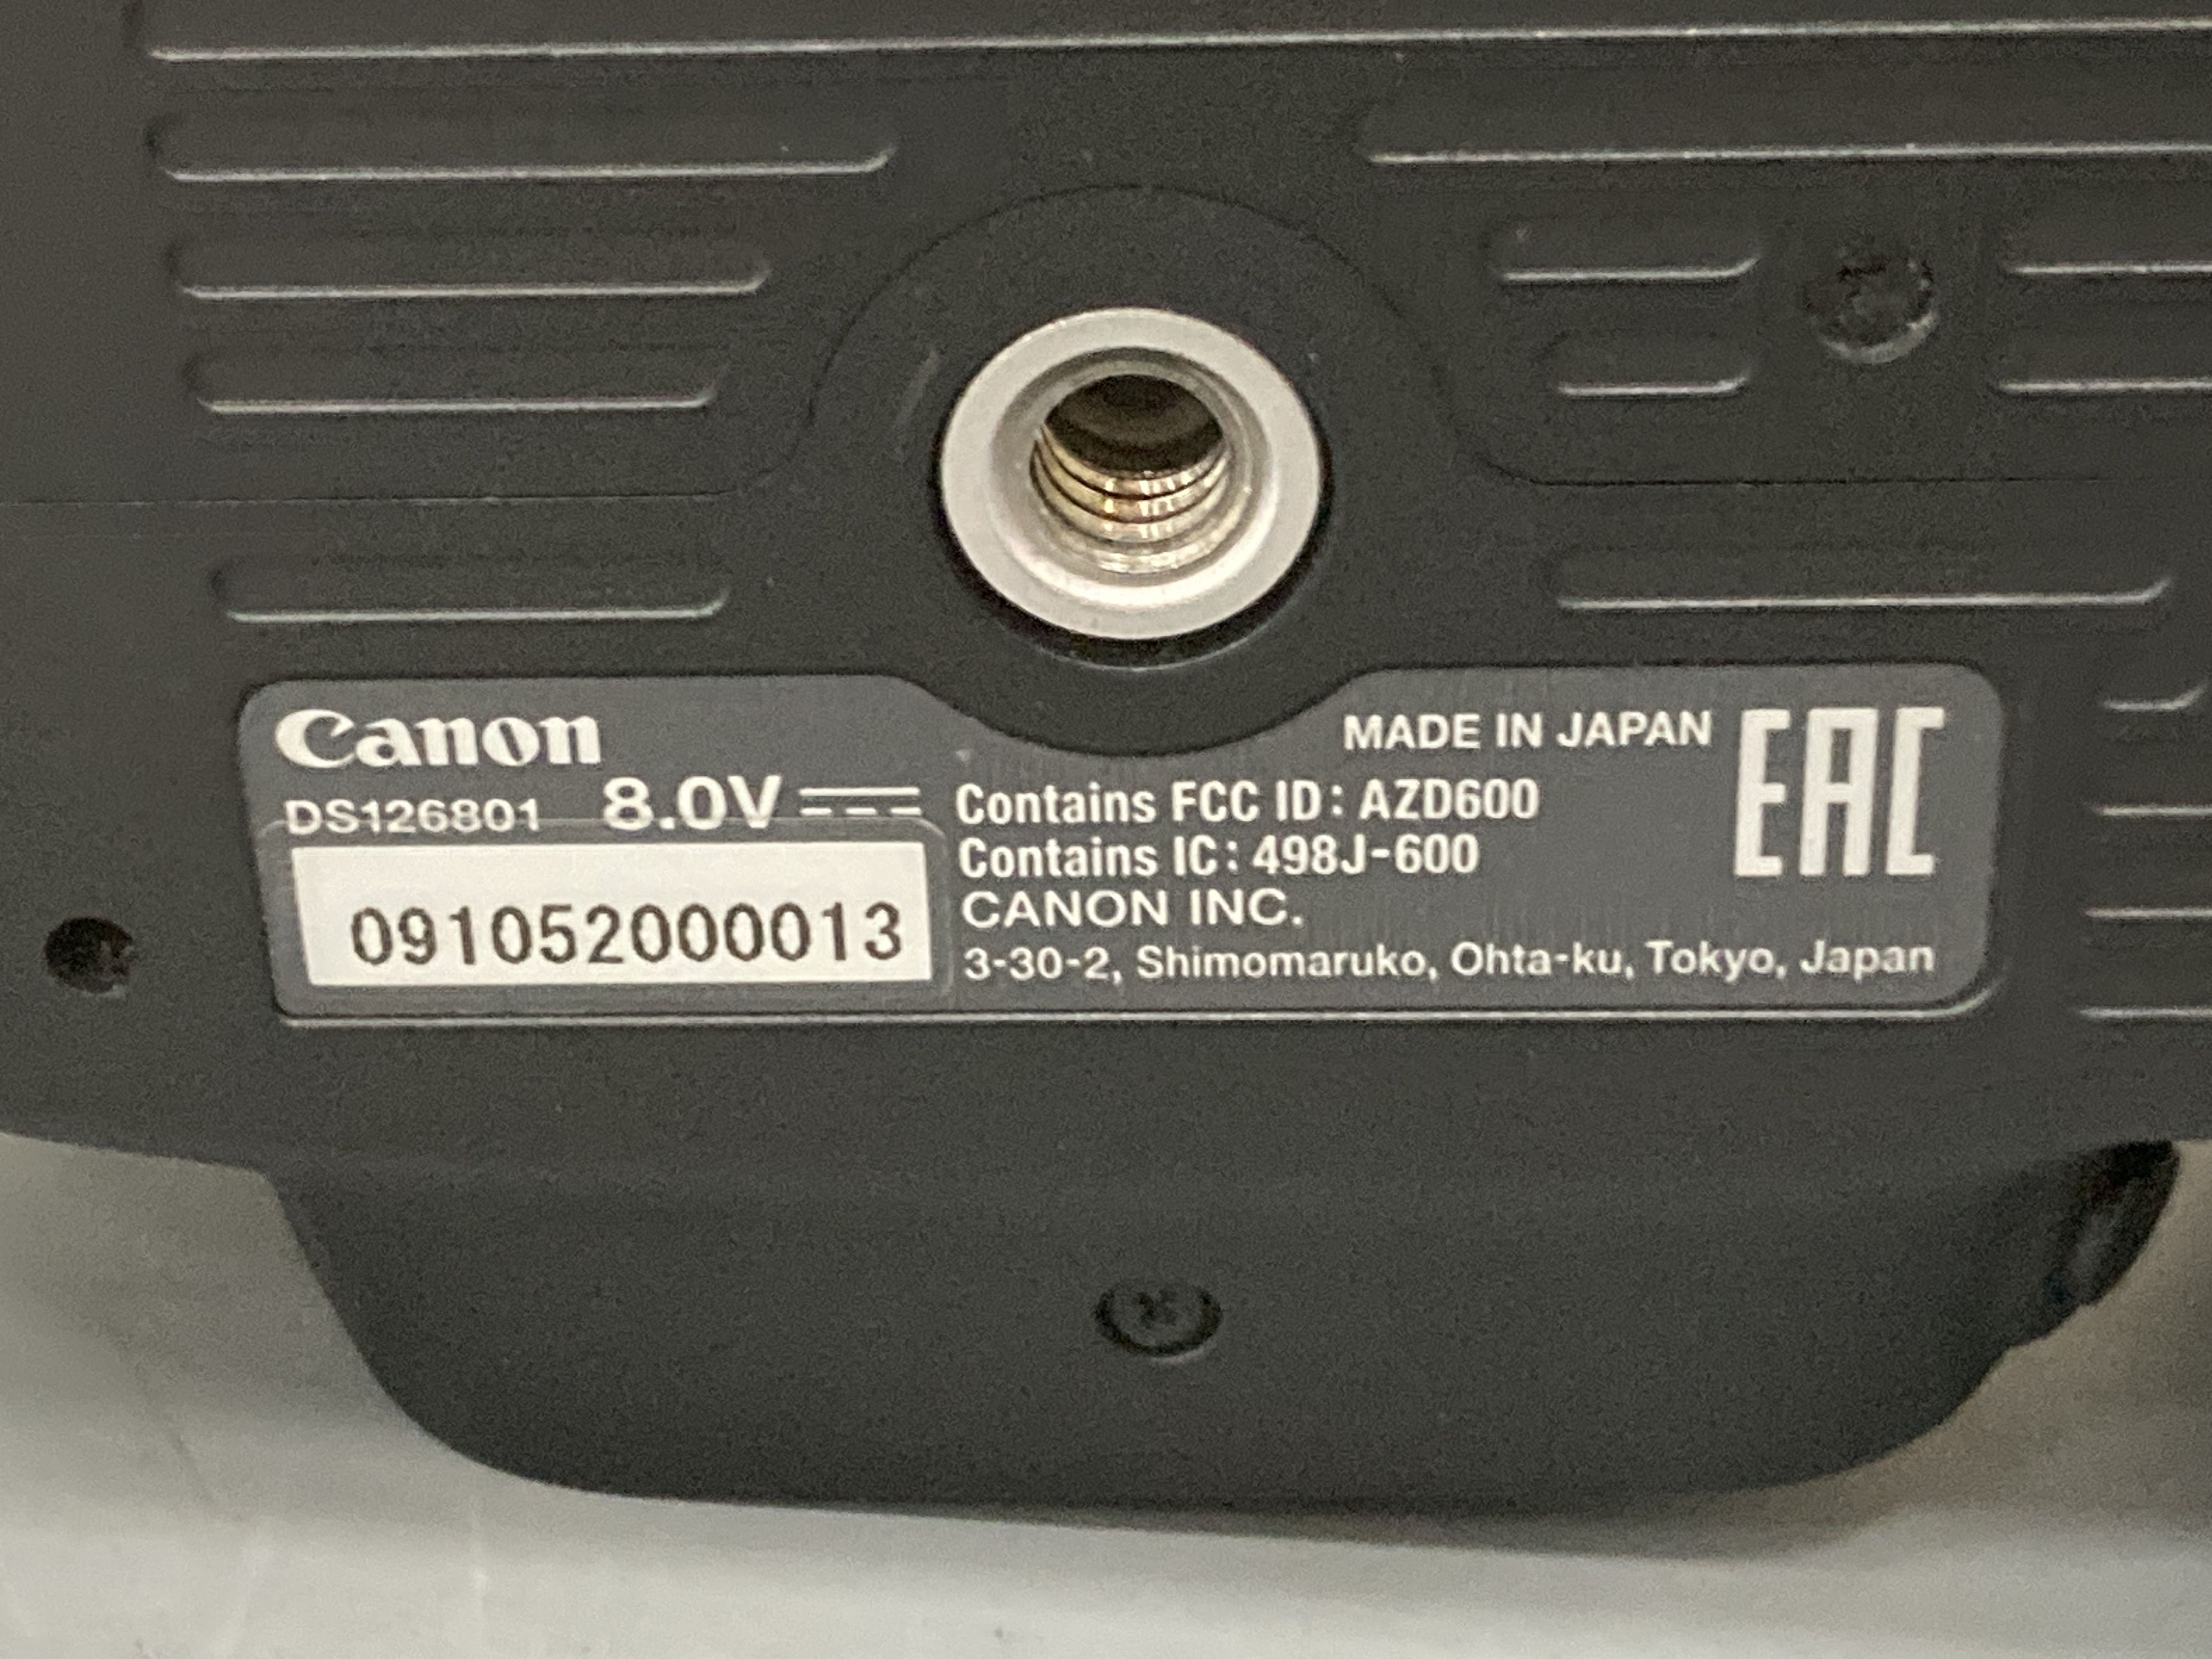 Canon
MADE IN JAPAN
EAC
DS126801 8.0V
Contains FCC ID: AZD600
Contains IC: 498J-600
091052000013
CANON INC.
3-30-2, Shimomaruko, Ohta-ku, Tokyo, Japan